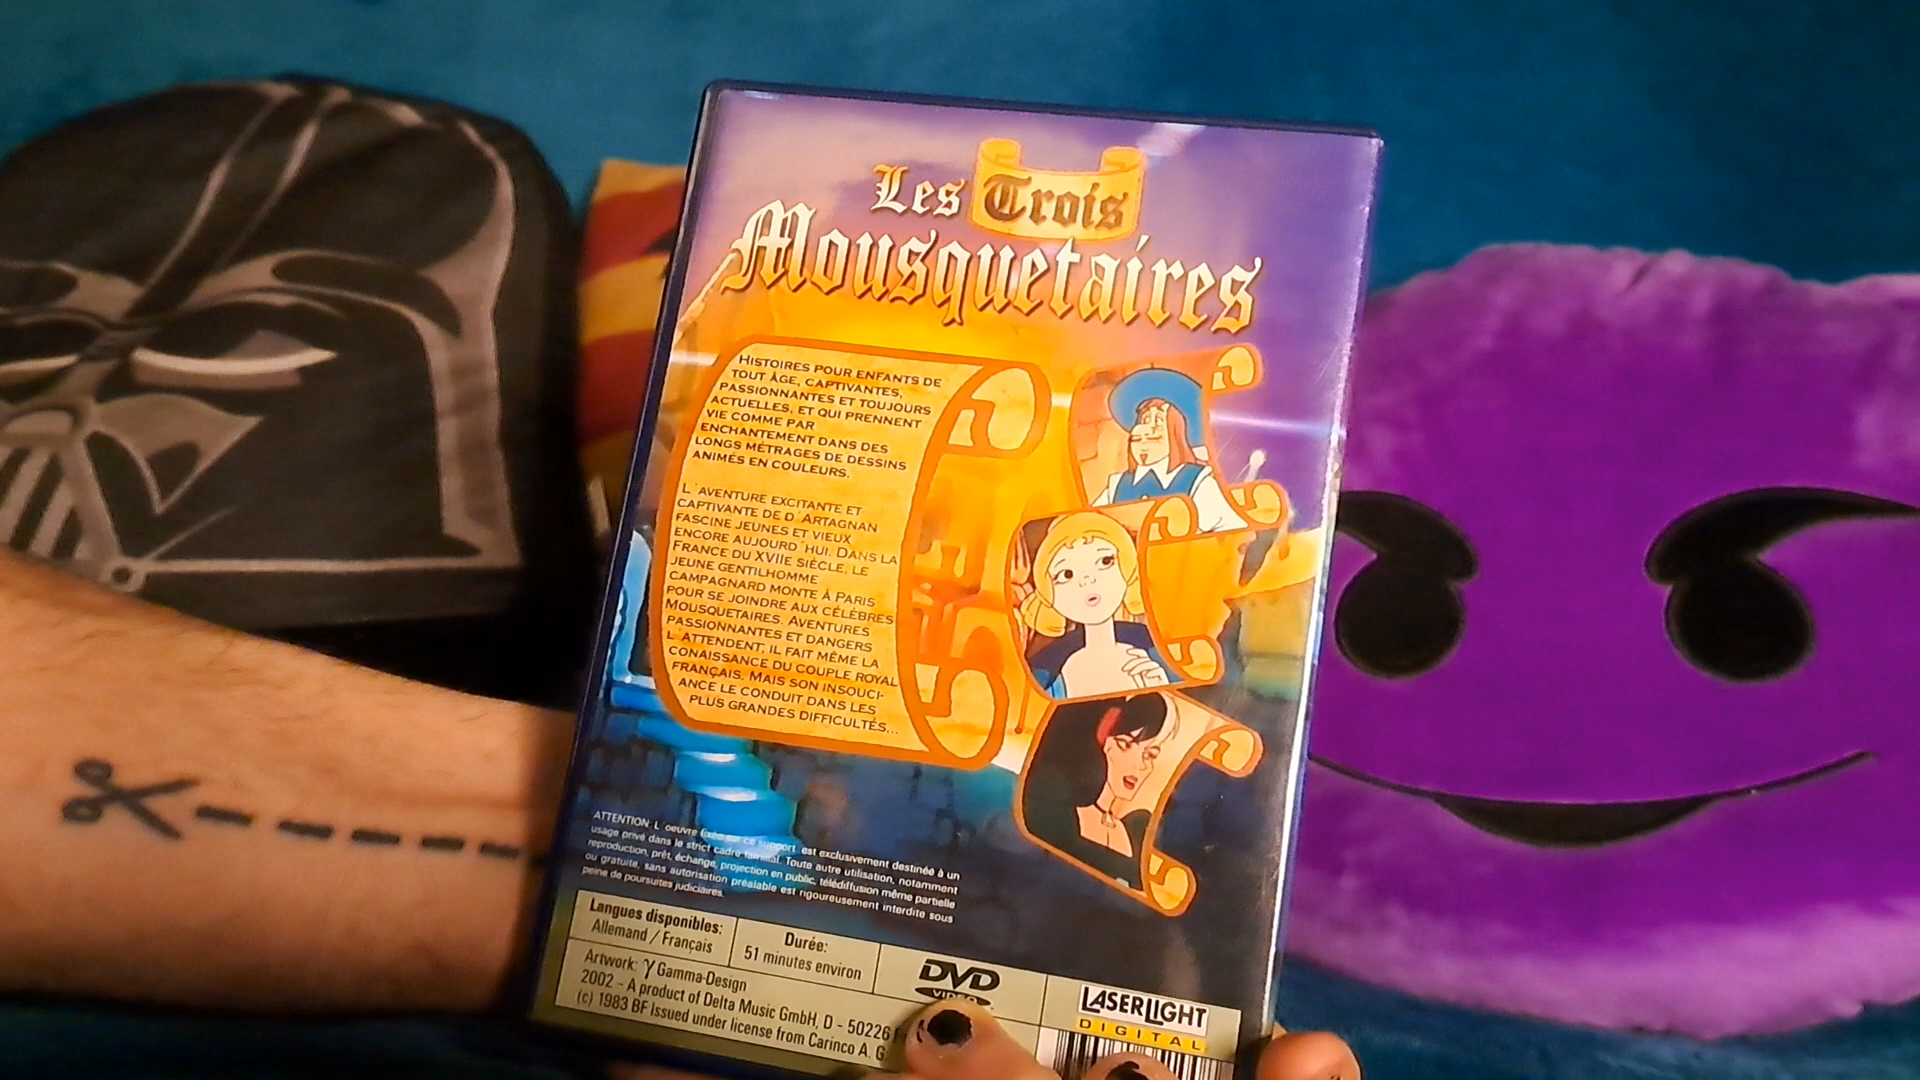 Les Trois
Mousquetaires
HISTOIRES POUR ENFANTS DE
TOUT ÂGE, CAPTIVANTES,
PASSIONNANTES ET TOUJOURS
ACTUELLES, ET QUI PRENNENT
VIE COMME PAR
ENCHANTEMENT DANS DES
LONGS MÉTRAGES DE DESSINS
ANIMÉS EN COULEURS.
L´AVENTURE EXCITANTE ET
CAPTIVANTE DE D´ARTAGNAN
FASCINE JEUNES ET VIEUX
ENCORE AUJOURD´HUI. DANS LA
FRANCE DU XVIIE SIÈCLE, LE
JEUNE GENTILHOMME
CAMPAGNARD MONTE À PARIS
POUR SE JOINDRE AUX CÉLÈBRES
MOUSQUETAIRES. AVENTURES
PASSIONNANTES ET DANGERS
L´ATTENDENT; IL FAIT MÊME LA
CONAISSANCE DU COUPLE ROYAL
FRANÇAIS. MAIS SON INSOUCI-
ANCE LE CONDUIT DANS LES
PLUS GRANDES DIFFICULTÉS...
ATTENTION: L´oeuvre fixée sur ce support est exclusivement destinée à un
usage privé dans le strict cadre familial. Toute autre utilisation, notamment
reproduction, prêt, échange, projection en public, télédiffusion même partielle
ou gratuite, sans autorisation préalable est rigoureusement interdite sous
peine de poursuites judiciaires.
Langues disponibles:
Allemand / Français
Durée:
51 minutes environ
DVD
VIDEO
LASERLIGHT
DIGITAL
Artwork: γ Gamma-Design
2002 - A product of Delta Music GmbH, D - 50226
(c) 1983 BF Issued under license from Carinco A. G.